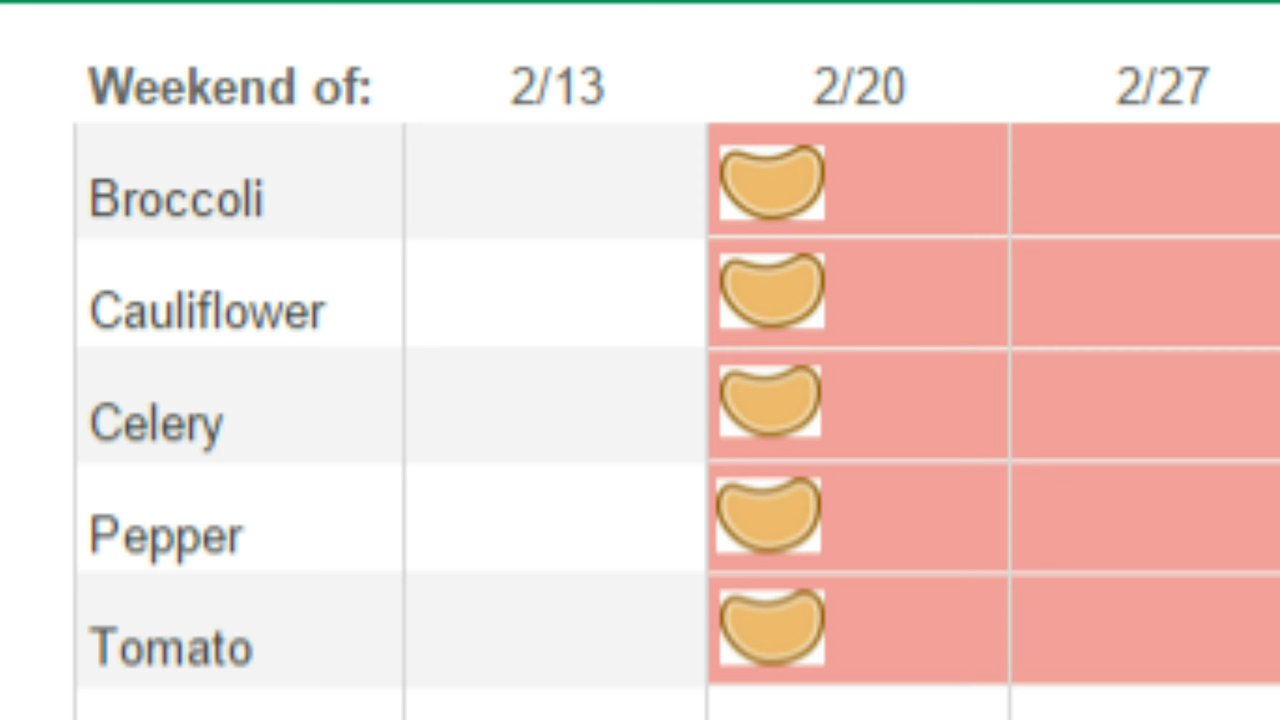 Weekend of: 2/13 2/20 2/27
Broccoli
Cauliflower
Celery
Pepper
Tomato